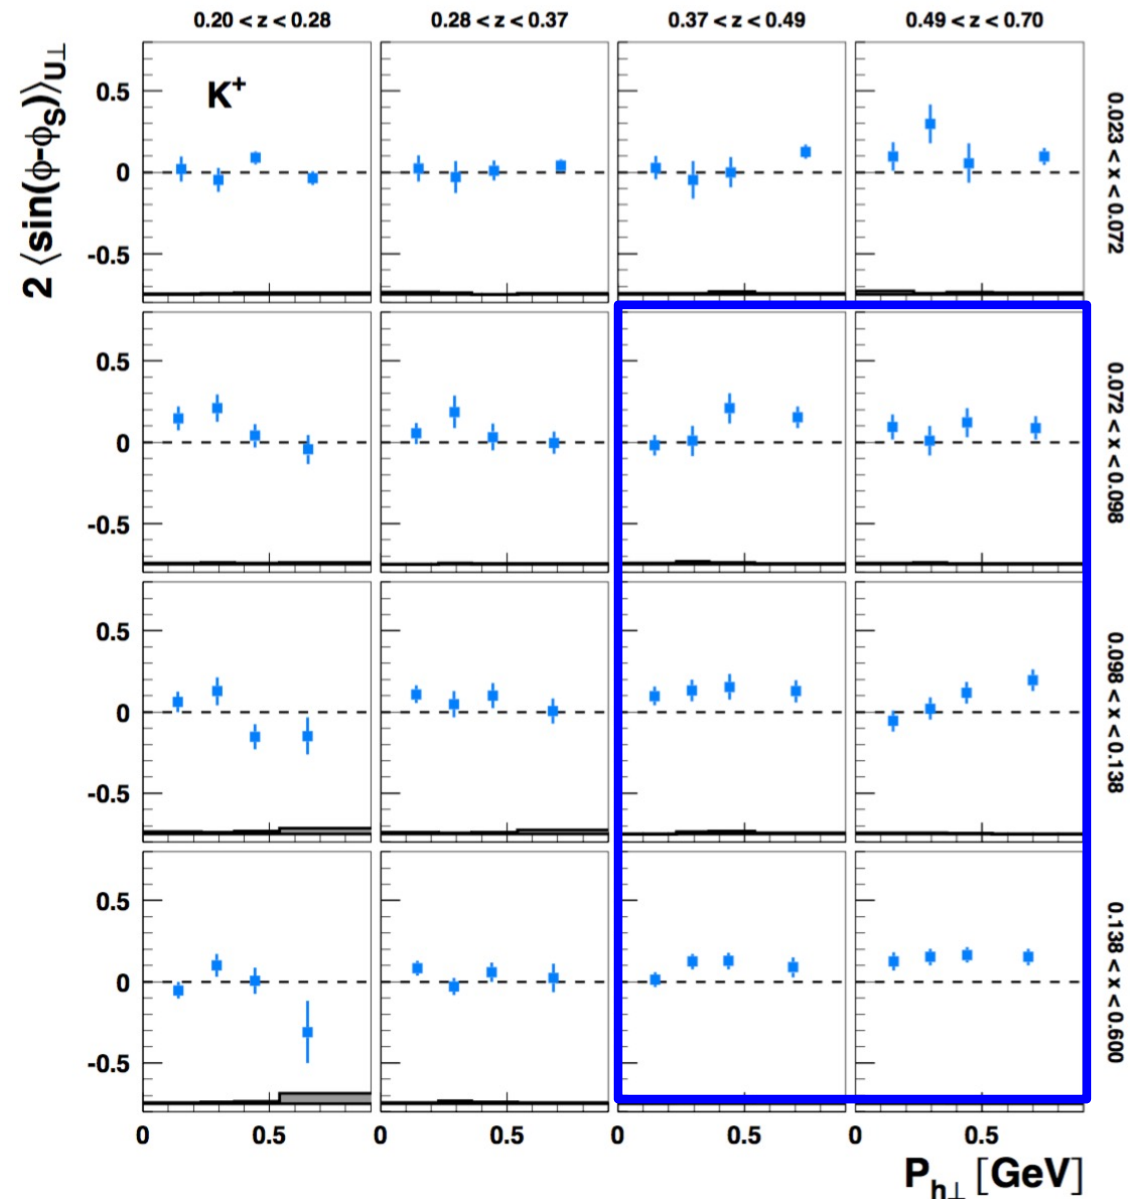 0.20 < z < 0.28
0.28 < z < 0.37
0.37 < z < 0.49
0.49 < z < 0.70
2 ⟨sin(ϕ-ϕS)⟩U⊥
K+
0.5
0
-0.5
0.023 < x < 0.072
0.5
0
-0.5
0.072 < x < 0.098
0.5
0
-0.5
0.098 < x < 0.138
0.5
0
-0.5
0.138 < x < 0.600
0
0.5
0
0.5
0
0.5
0
0.5
Ph⊥ [GeV]